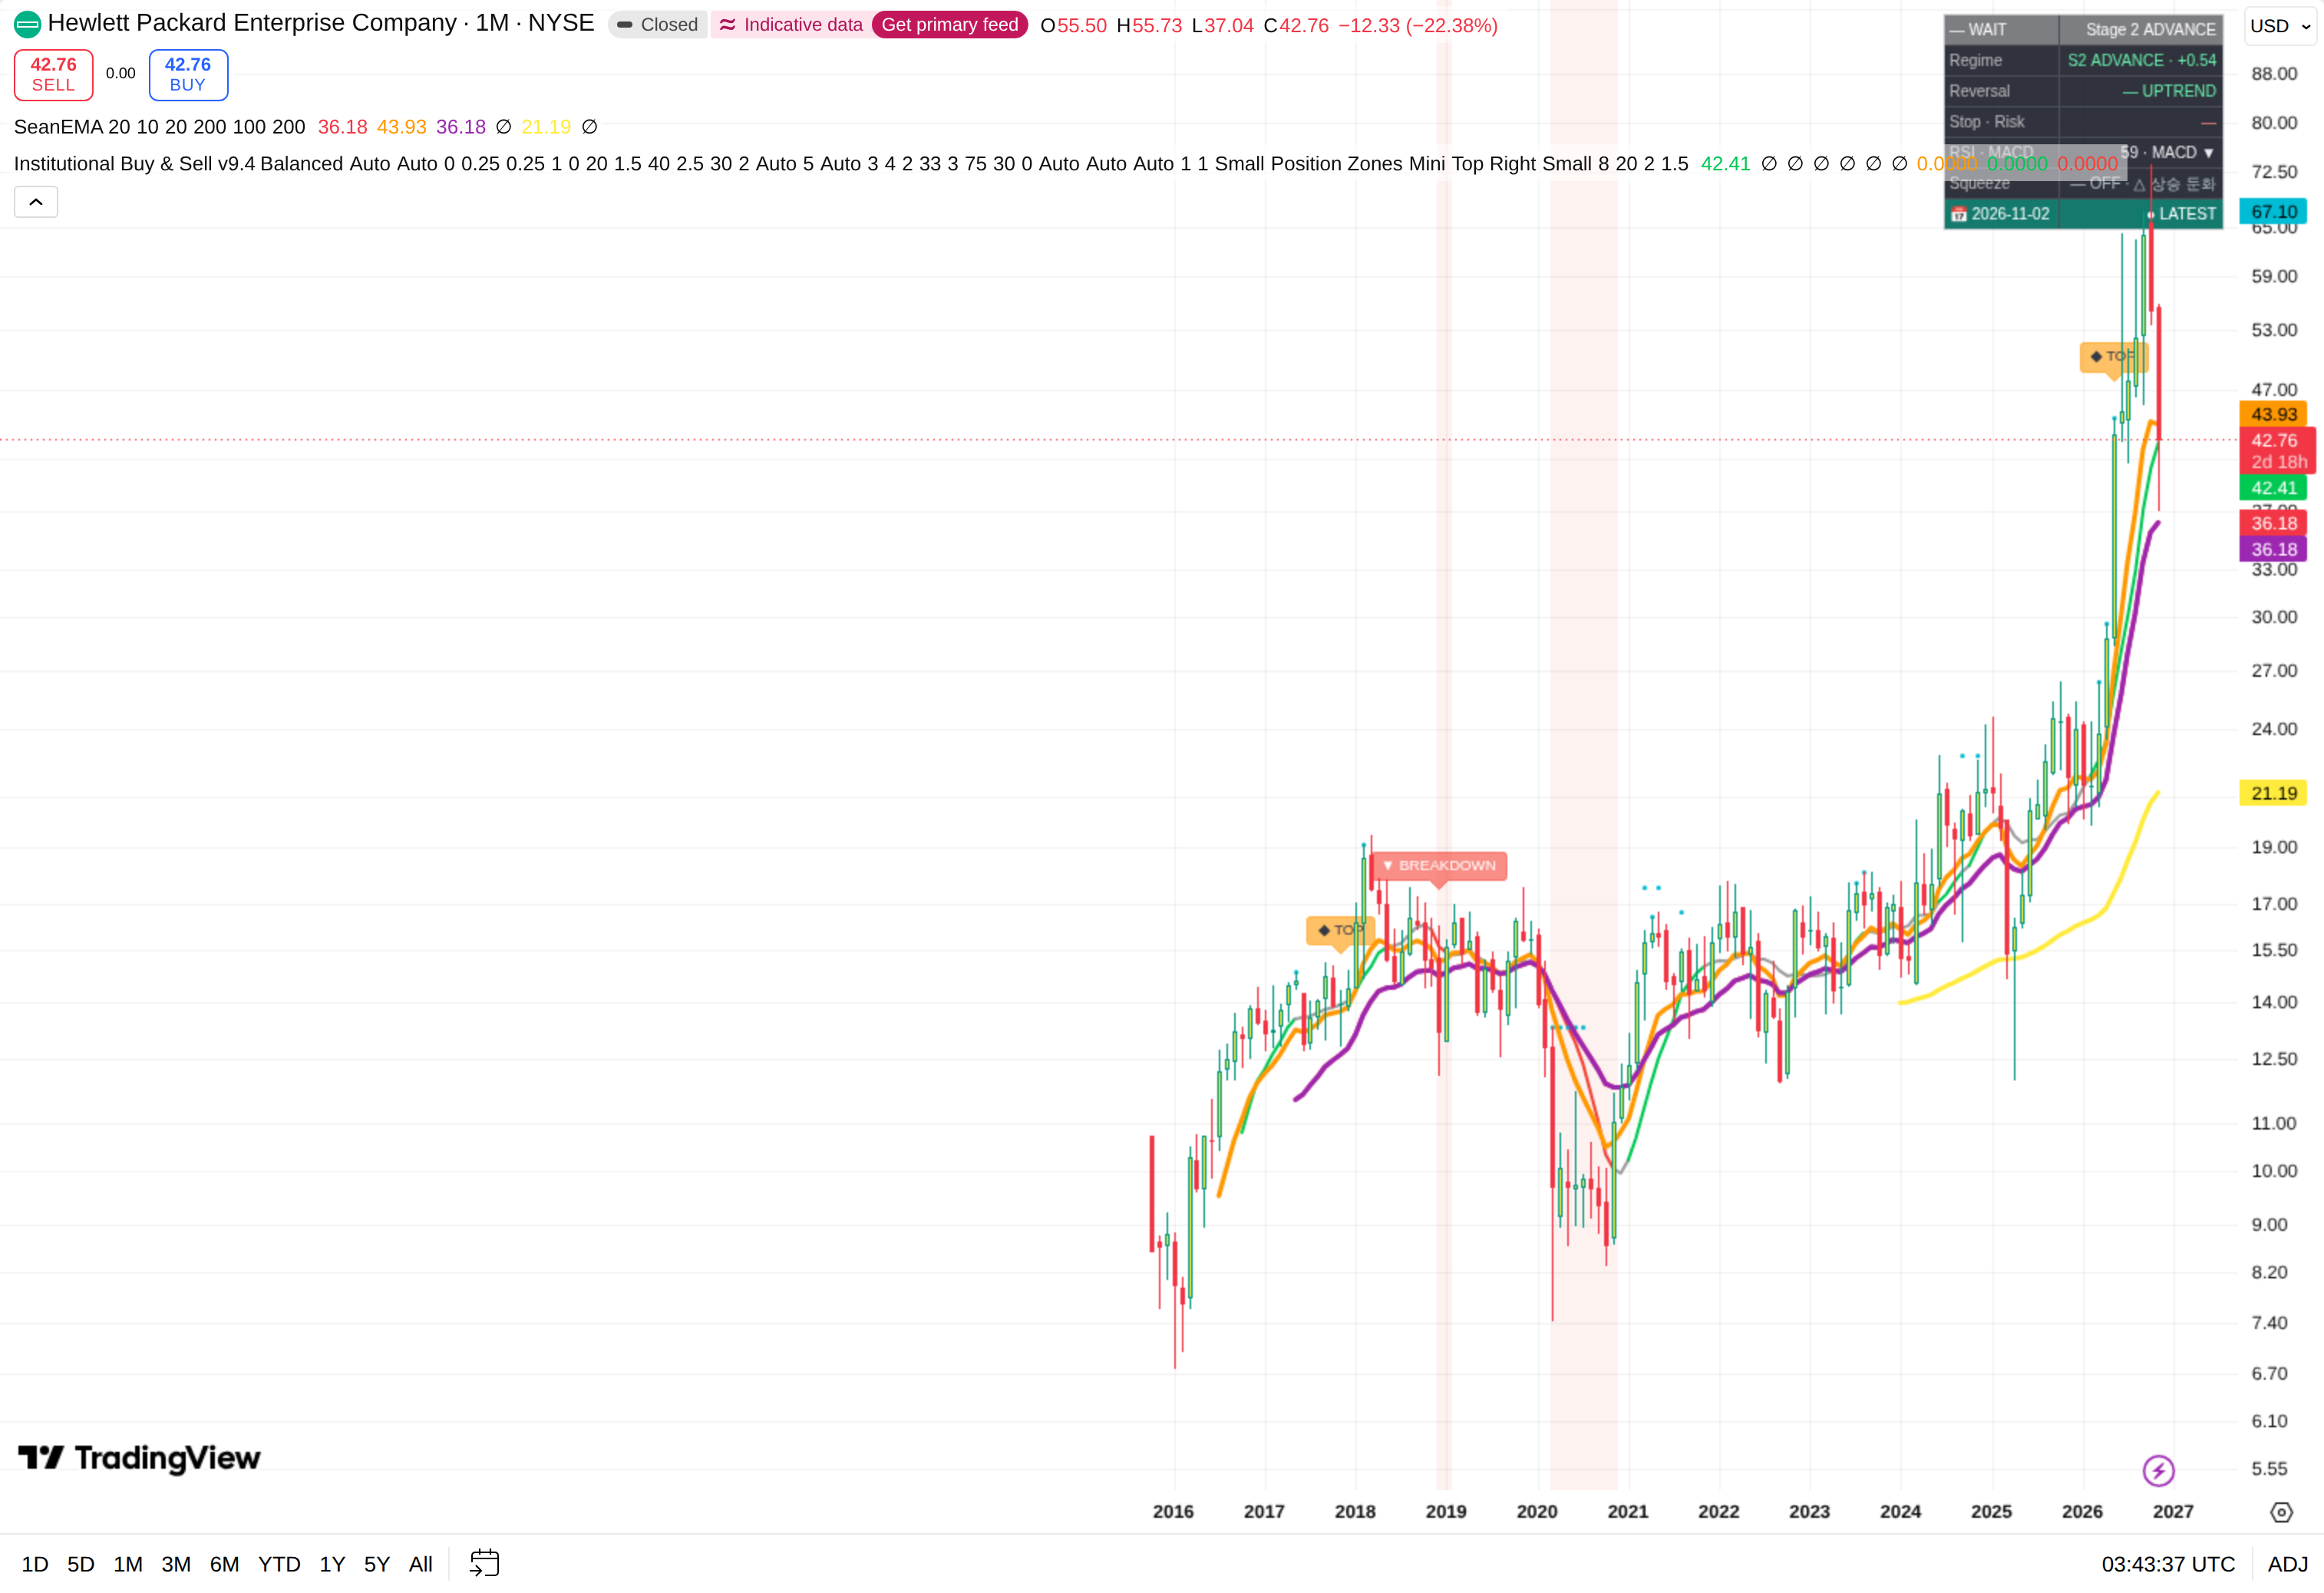 Hewlett Packard Enterprise Company · 1M · NYSE Closed Indicative data Get primary feed O55.50 H55.73 L37.04 C42.76 −12.33 (−22.38%)
42.76 SELL
0.00
42.76 BUY
SeanEMA 20 10 20 200 100 200 36.18 43.93 36.18 ∅ 21.19 ∅
Institutional Buy & Sell v9.4 Balanced Auto Auto 0 0.25 0.25 1 0 20 1.5 40 2.5 30 2 Auto 5 Auto 3 4 2 33 3 75 30 0 Auto Auto Auto 1 1 Small Position Zones Mini Top Right Small 8 20 2 1.5 42.41 ∅ ∅ ∅ ∅ ∅ ∅ 0.0000 0.0000 0.0000
— WAIT Stage 2 ADVANCE
Regime S2 ADVANCE · +0.54
Reversal — UPTREND
Stop · Risk —
RSI · MACD 59 · MACD ▼
Squeeze — OFF · △ 상승 둔화
📅 2026-11-02 ● LATEST
USD
88.00
80.00
72.50
67.10
65.00
59.00
53.00
47.00
43.93
42.76
2d 18h
42.41
37.00
36.18
36.18
33.00
30.00
27.00
24.00
21.19
19.00
17.00
15.50
14.00
12.50
11.00
10.00
9.00
8.20
7.40
6.70
6.10
5.55
◆ TOP
▼ BREAKDOWN
◆ TOP
TradingView
2016 2017 2018 2019 2020 2021 2022 2023 2024 2025 2026 2027
1D 5D 1M 3M 6M YTD 1Y 5Y All
03:43:37 UTC ADJ